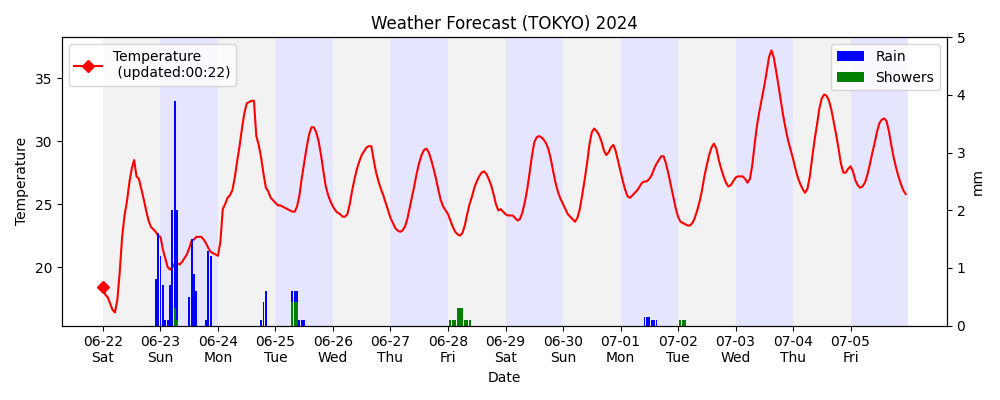 Weather Forecast (TOKYO) 2024
Temperature
(updated:00:22)
Rain
Showers
Temperature
35
30
25
20
5
4
3
2
1
0
mm
06-22 06-23 06-24 06-25 06-26 06-27 06-28 06-29 06-30 07-01 07-02 07-03 07-04 07-05
Sat Sun Mon Tue Wed Thu Fri Sat Sun Mon Tue Wed Thu Fri
Date